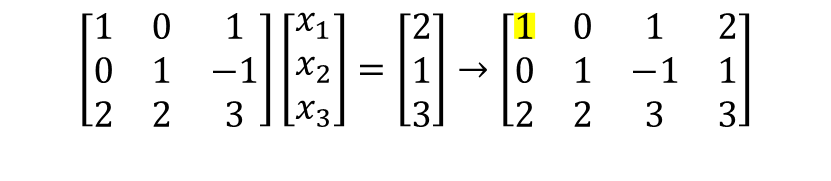 [1 0 1] [x₁] = [2] → [1 0 1 2]
[0 1 −1] [x₂] = [1] → [0 1 −1 1]
[2 2 3] [x₃] = [3] → [2 2 3 3]